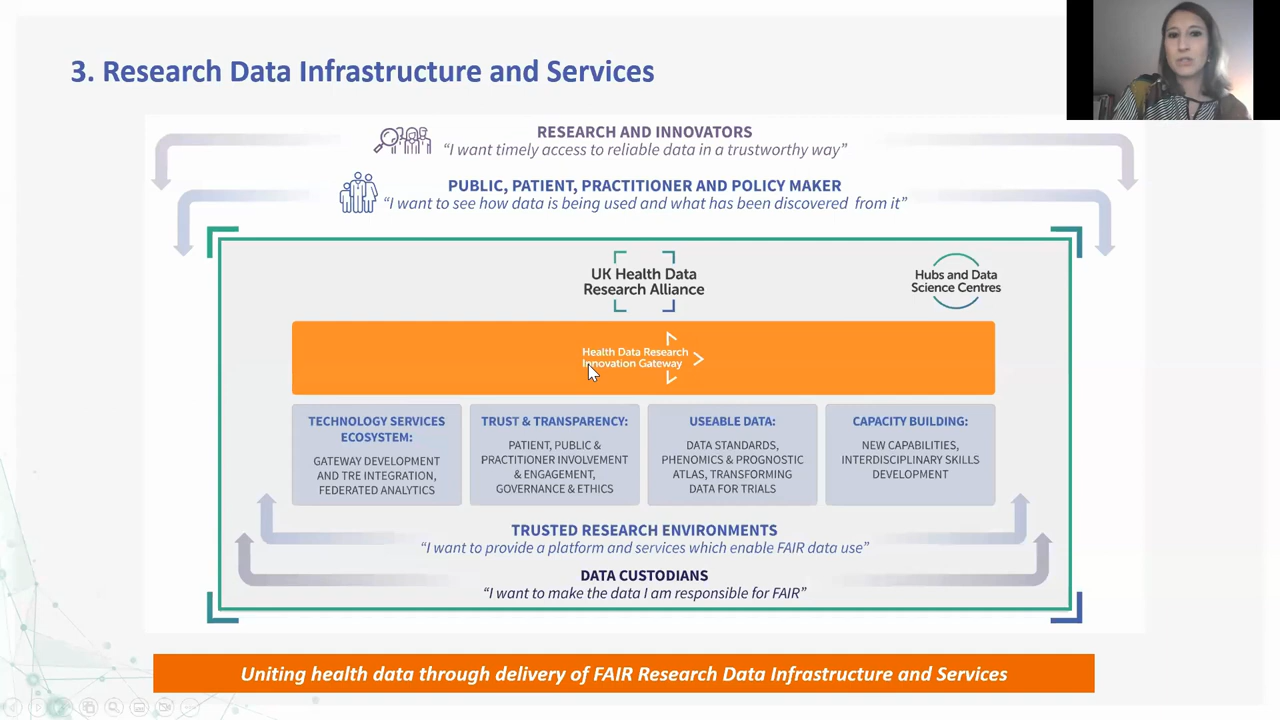 3. Research Data Infrastructure and Services
RESEARCH AND INNOVATORS
“I want timely access to reliable data in a trustworthy way”
PUBLIC, PATIENT, PRACTITIONER AND POLICY MAKER
“I want to see how data is being used and what has been discovered from it”
UK Health Data
Research Alliance
Hubs and Data
Science Centres
Health Data Research
Innovation Gateway
TECHNOLOGY SERVICES
ECOSYSTEM:
GATEWAY DEVELOPMENT
AND TRE INTEGRATION,
FEDERATED ANALYTICS
TRUST & TRANSPARENCY:
PATIENT, PUBLIC &
PRACTITIONER INVOLVEMENT
& ENGAGEMENT,
GOVERNANCE & ETHICS
USEABLE DATA:
DATA STANDARDS,
PHENOMICS & PROGNOSTIC
ATLAS, TRANSFORMING
DATA FOR TRIALS
CAPACITY BUILDING:
NEW CAPABILITIES,
INTERDISCIPLINARY SKILLS
DEVELOPMENT
TRUSTED RESEARCH ENVIRONMENTS
“I want to provide a platform and services which enable FAIR data use”
DATA CUSTODIANS
“I want to make the data I am responsible for FAIR”
Uniting health data through delivery of FAIR Research Data Infrastructure and Services